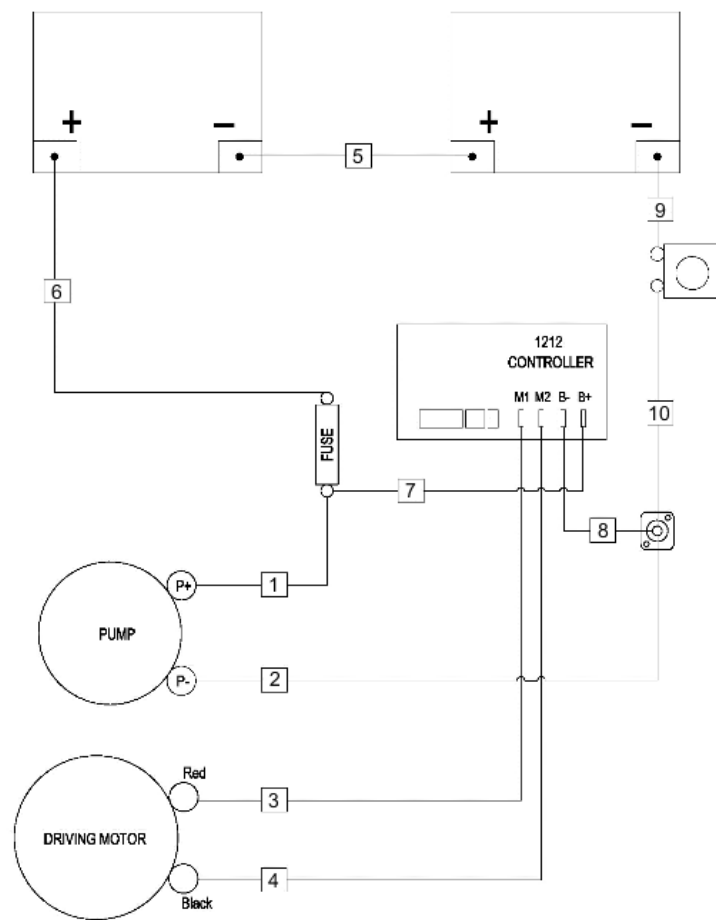 + − + −
5
9
6
1212
CONTROLLER
M1 M2 B- B+
10
FUSE
7
8
P+
1
PUMP
P-
2
Red
3
DRIVING MOTOR
4
Black